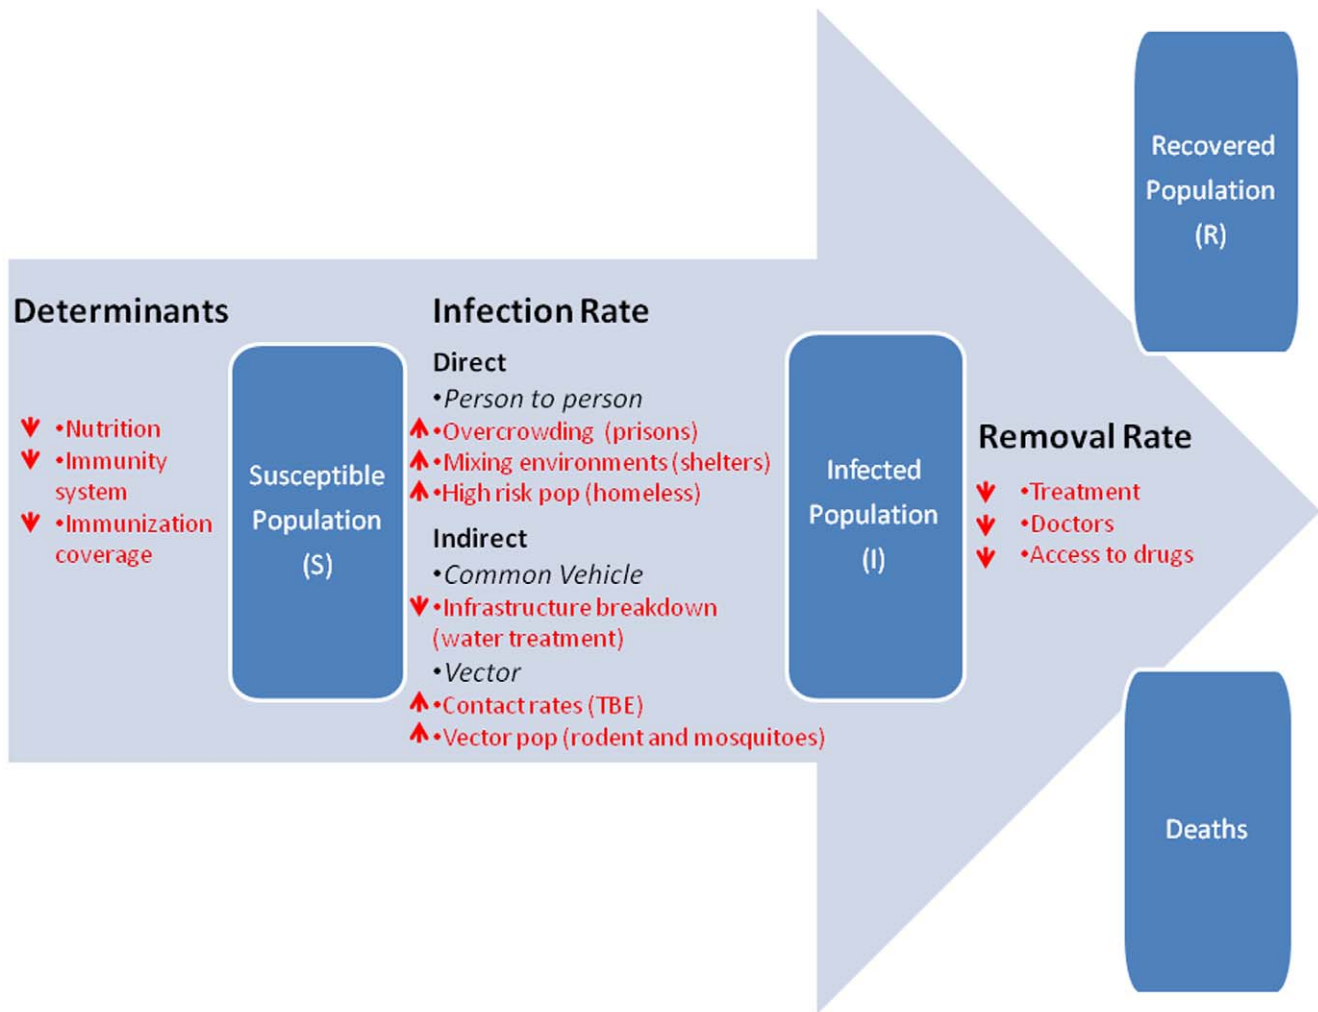 Determinants
•Nutrition
•Immunity
system
•Immunization
coverage
Susceptible
Population
(S)
Infection Rate
Direct
•Person to person
•Overcrowding (prisons)
•Mixing environments (shelters)
•High risk pop (homeless)
Indirect
•Common Vehicle
•Infrastructure breakdown
(water treatment)
•Vector
•Contact rates (TBE)
•Vector pop (rodent and mosquitoes)
Infected
Population
(I)
Removal Rate
•Treatment
•Doctors
•Access to drugs
Recovered
Population
(R)
Deaths